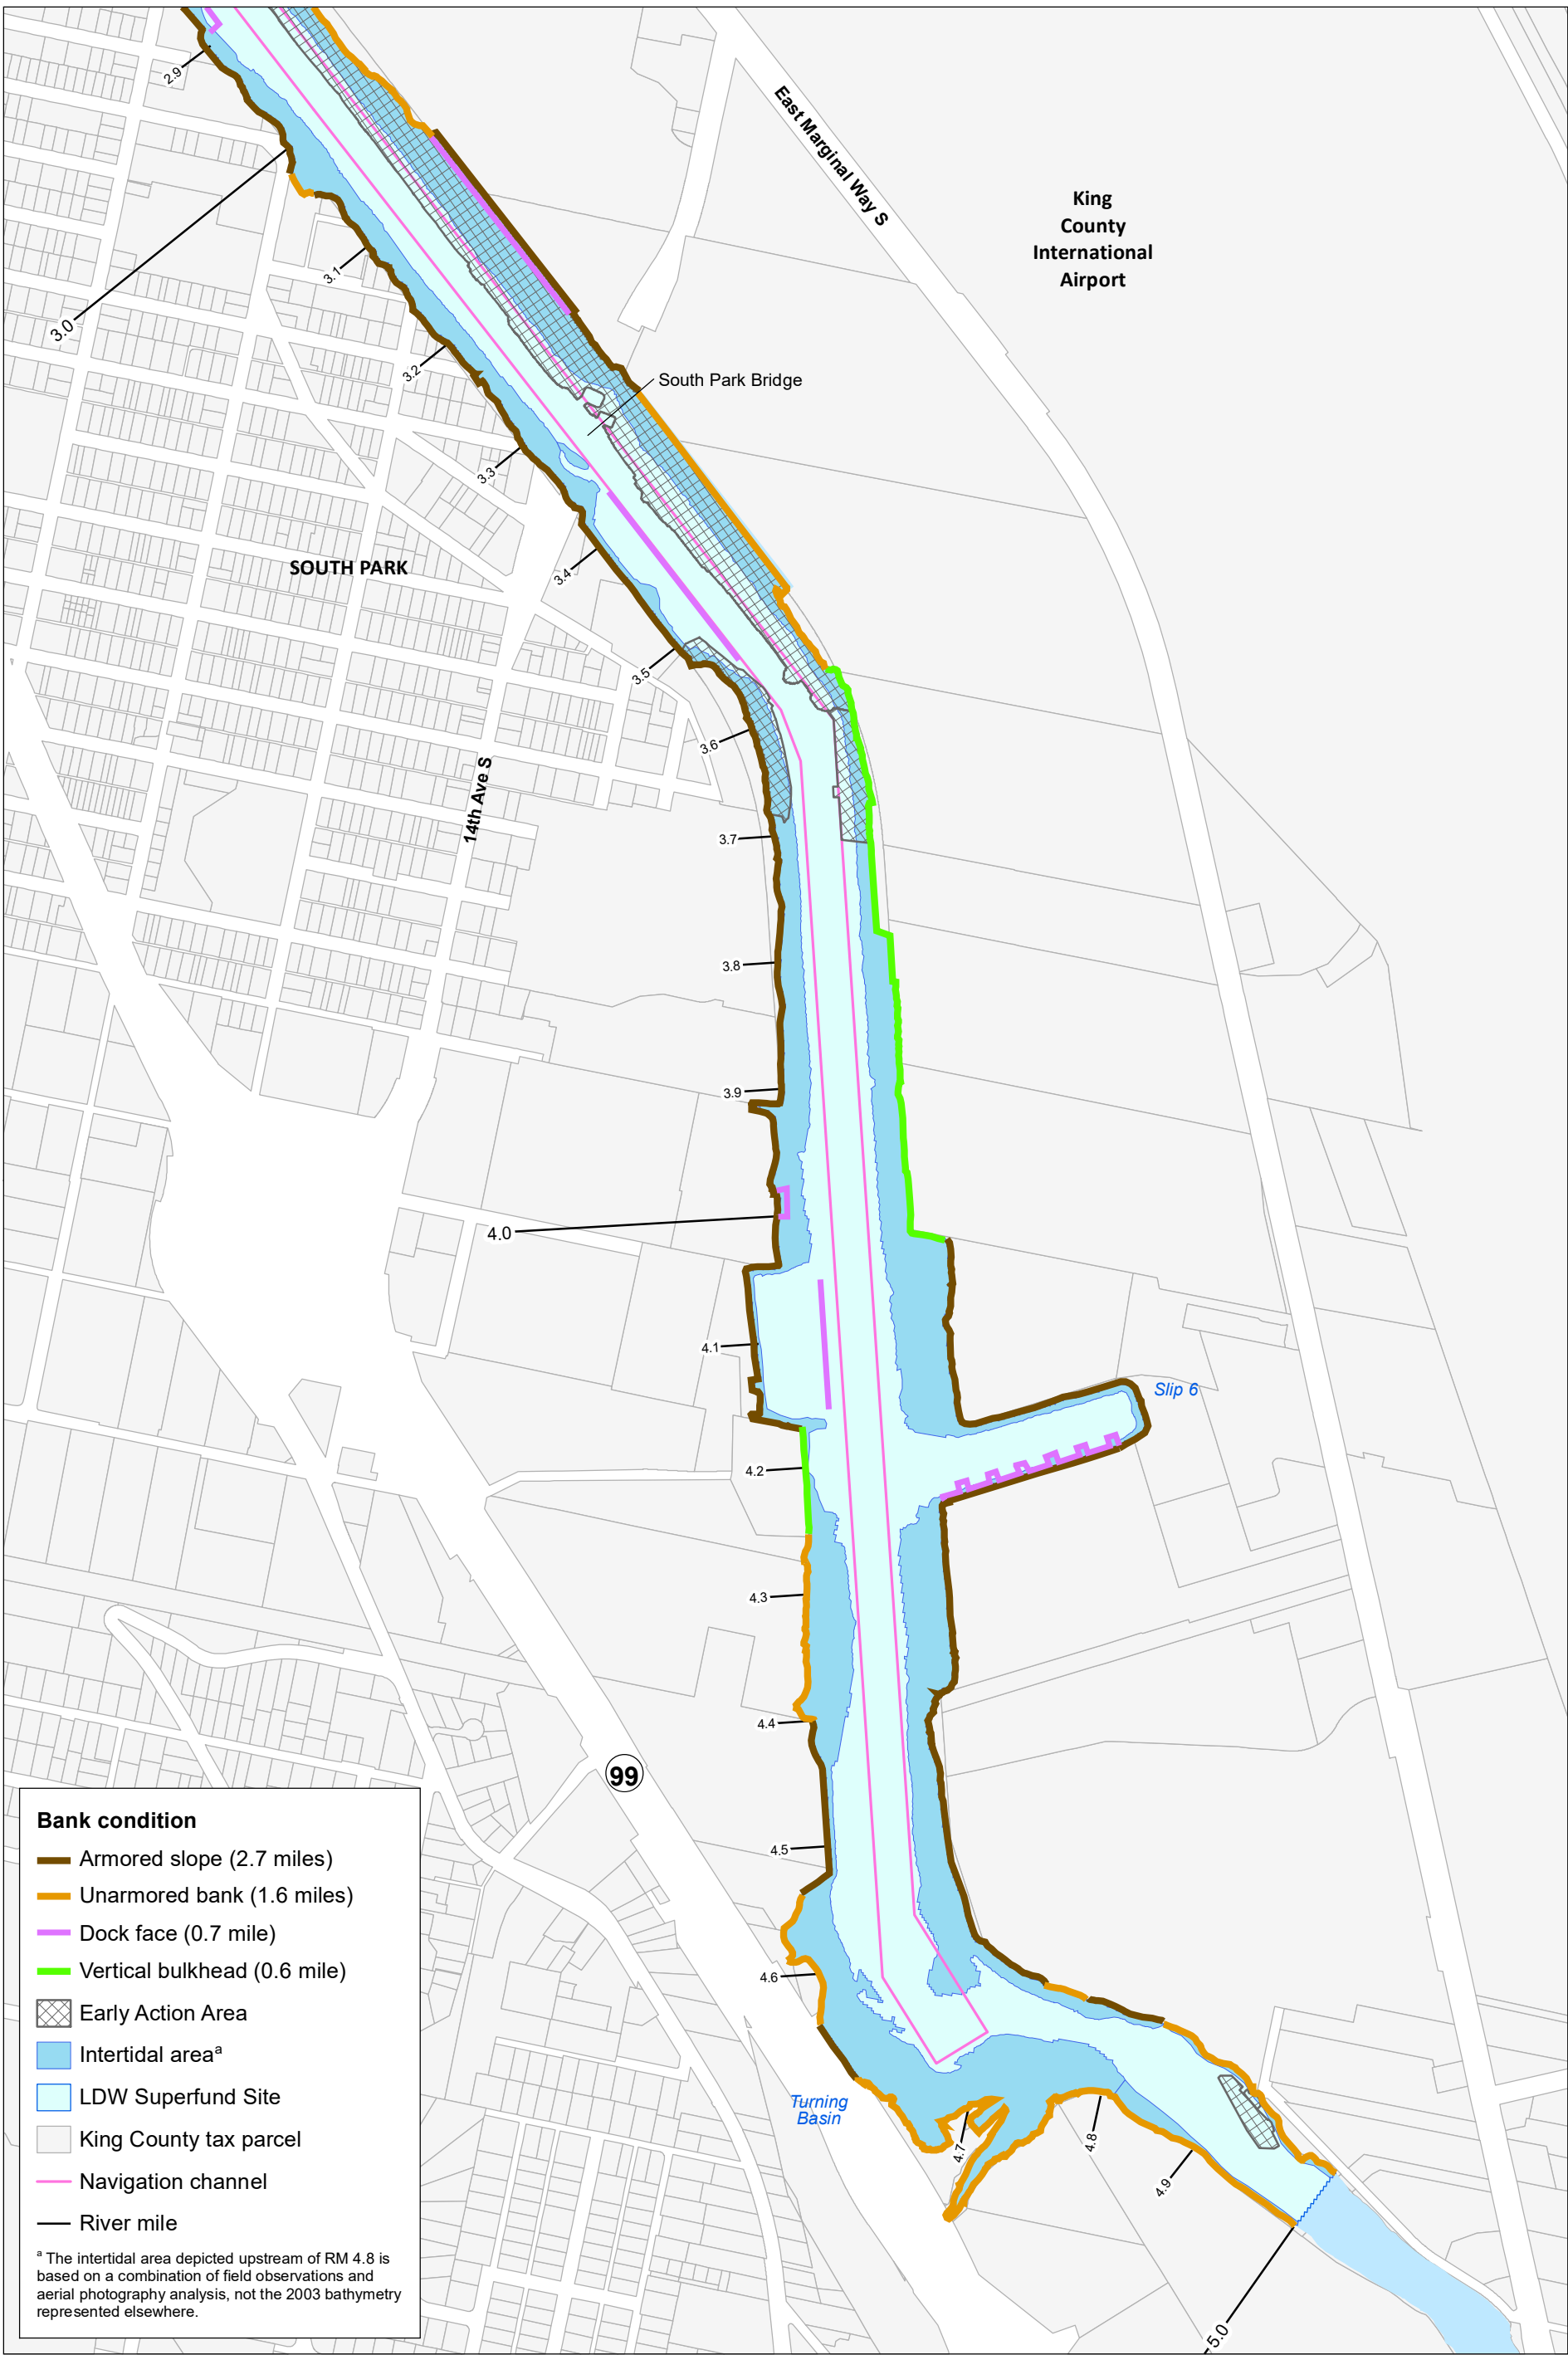 2.9
East Marginal Way S
King
County
International
Airport
3.0
3.1
3.2
South Park Bridge
3.3
SOUTH PARK
3.4
3.5
3.6
14th Ave S
3.7
3.8
3.9
4.0
4.1
Slip 6
4.2
4.3
4.4
99
4.5
4.6
Turning
Basin
4.7
4.8
4.9
5.0
Bank condition
Armored slope (2.7 miles)
Unarmored bank (1.6 miles)
Dock face (0.7 mile)
Vertical bulkhead (0.6 mile)
Early Action Area
Intertidal areaᵃ
LDW Superfund Site
King County tax parcel
Navigation channel
River mile
ᵃ The intertidal area depicted upstream of RM 4.8 is
based on a combination of field observations and
aerial photography analysis, not the 2003 bathymetry
represented elsewhere.